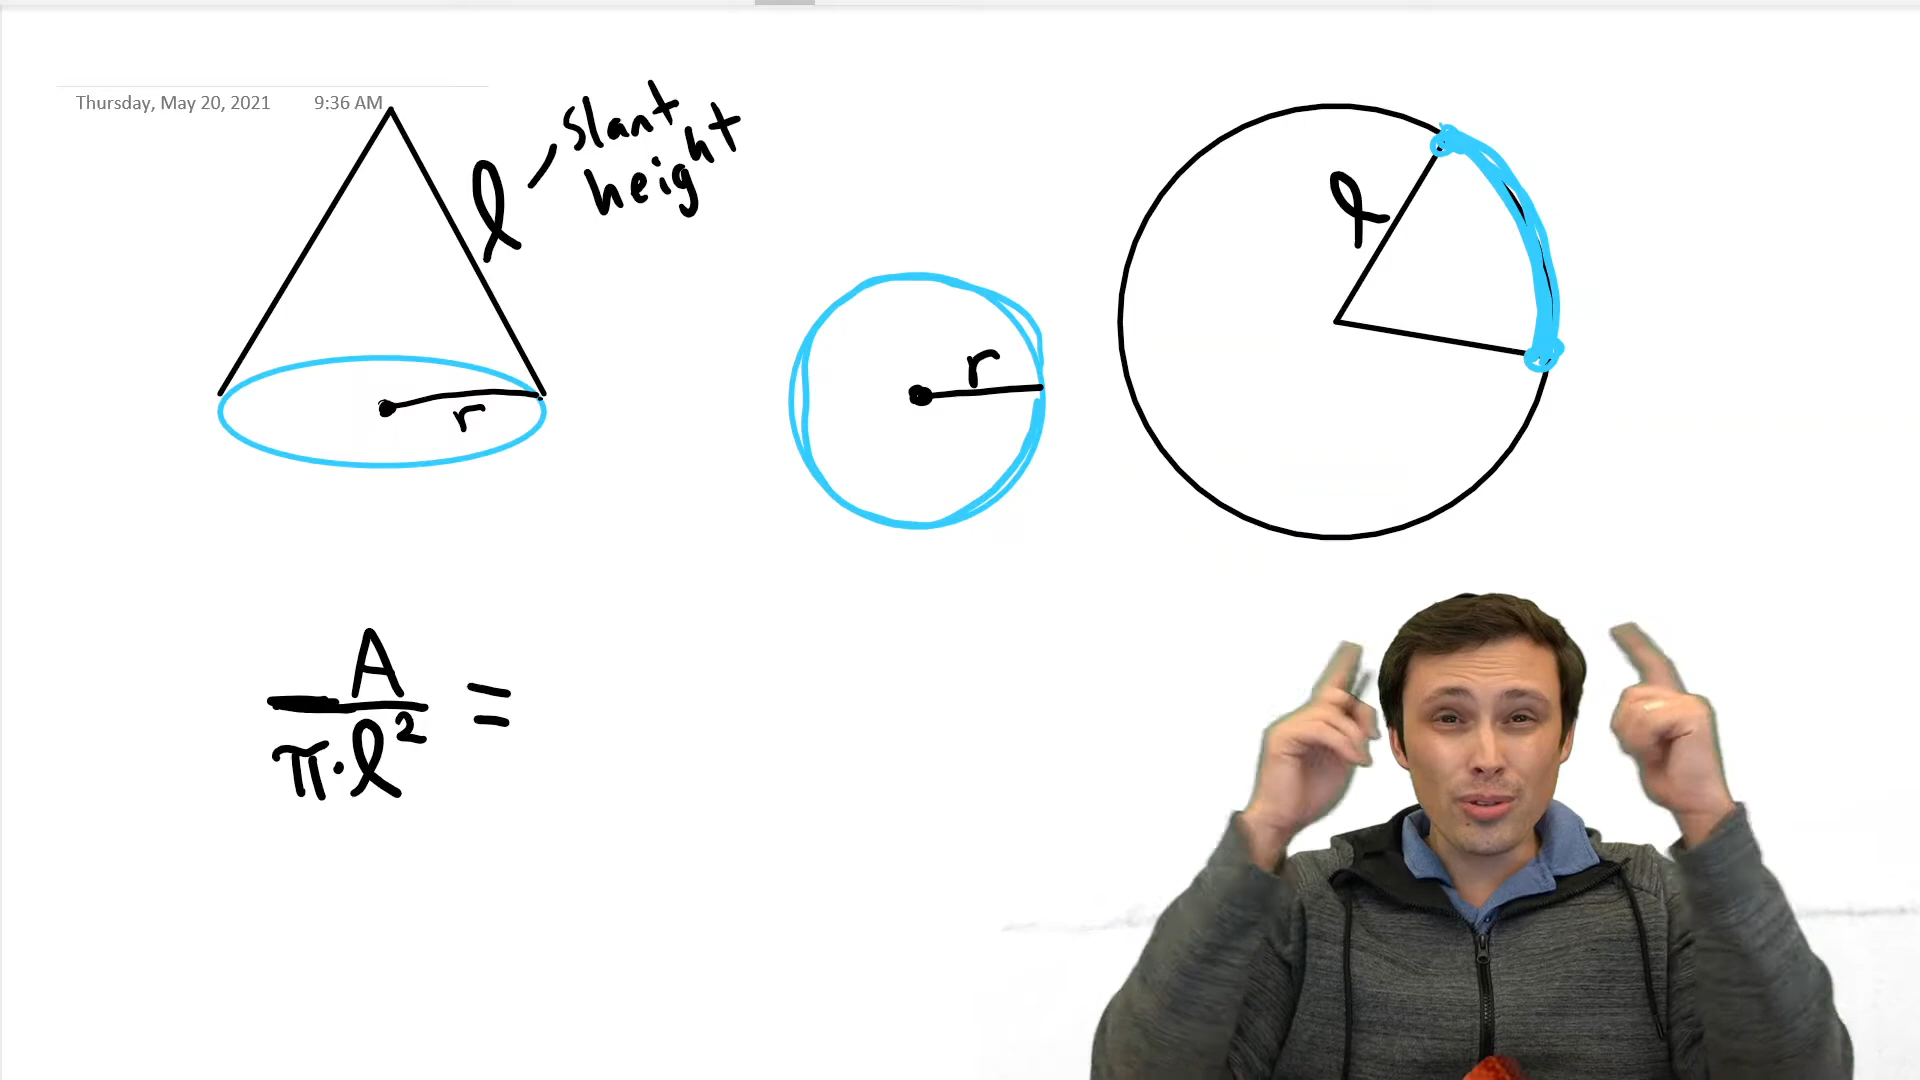 Thursday, May 20, 2021 9:36 AM
ℓ
slant
height
r
r
ℓ
A
π·ℓ² =